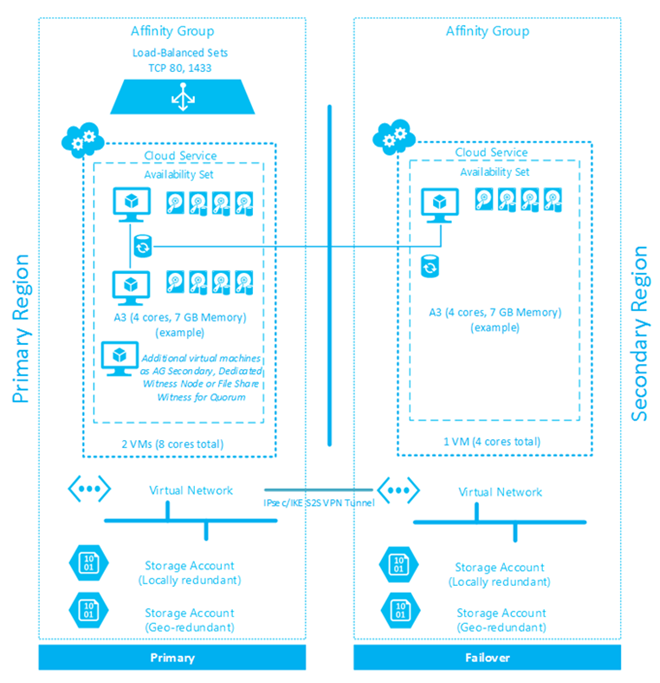 Affinity Group
Load-Balanced Sets
TCP 80, 1433
Cloud Service
Availability Set
A3 (4 cores, 7 GB Memory)
(example)
Additional virtual machines
as AG Secondary, Dedicated
Witness Node or File Share
Witness for Quorum
2 VMs (8 cores total)
Primary Region
Virtual Network
IPsec/IKE S2S VPN Tunnel
10
01
Storage Account
(Locally redundant)
10
01
Storage Account
(Geo-redundant)
Primary
Affinity Group
Cloud Service
Availability Set
A3 (4 cores, 7 GB Memory)
(example)
1 VM (4 cores total)
Secondary Region
Virtual Network
10
01
Storage Account
(Locally redundant)
10
01
Storage Account
(Geo-redundant)
Failover